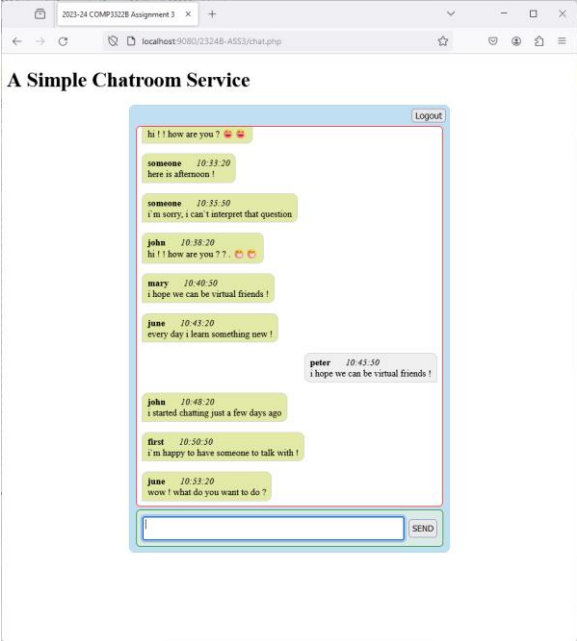 2023-24 COMP3322B Assignment 3
localhost:9080/2324B-ASS3/chat.php
A Simple Chatroom Service
Logout
hi ! ! how are you ? 😝 😝
someone 10:33:20
here is afternoon !
someone 10:35:50
i`m sorry, i can`t interpret that question
john 10:38:20
hi ! ! how are you ? ? .
mary 10:40:50
i hope we can be virtual friends !
june 10:43:20
every day i learn something new !
peter 10:45:50
i hope we can be virtual friends !
john 10:48:20
i started chatting just a few days ago
first 10:50:50
i`m happy to have someone to talk with !
june 10:53:20
wow ! what do you want to do ?
SEND